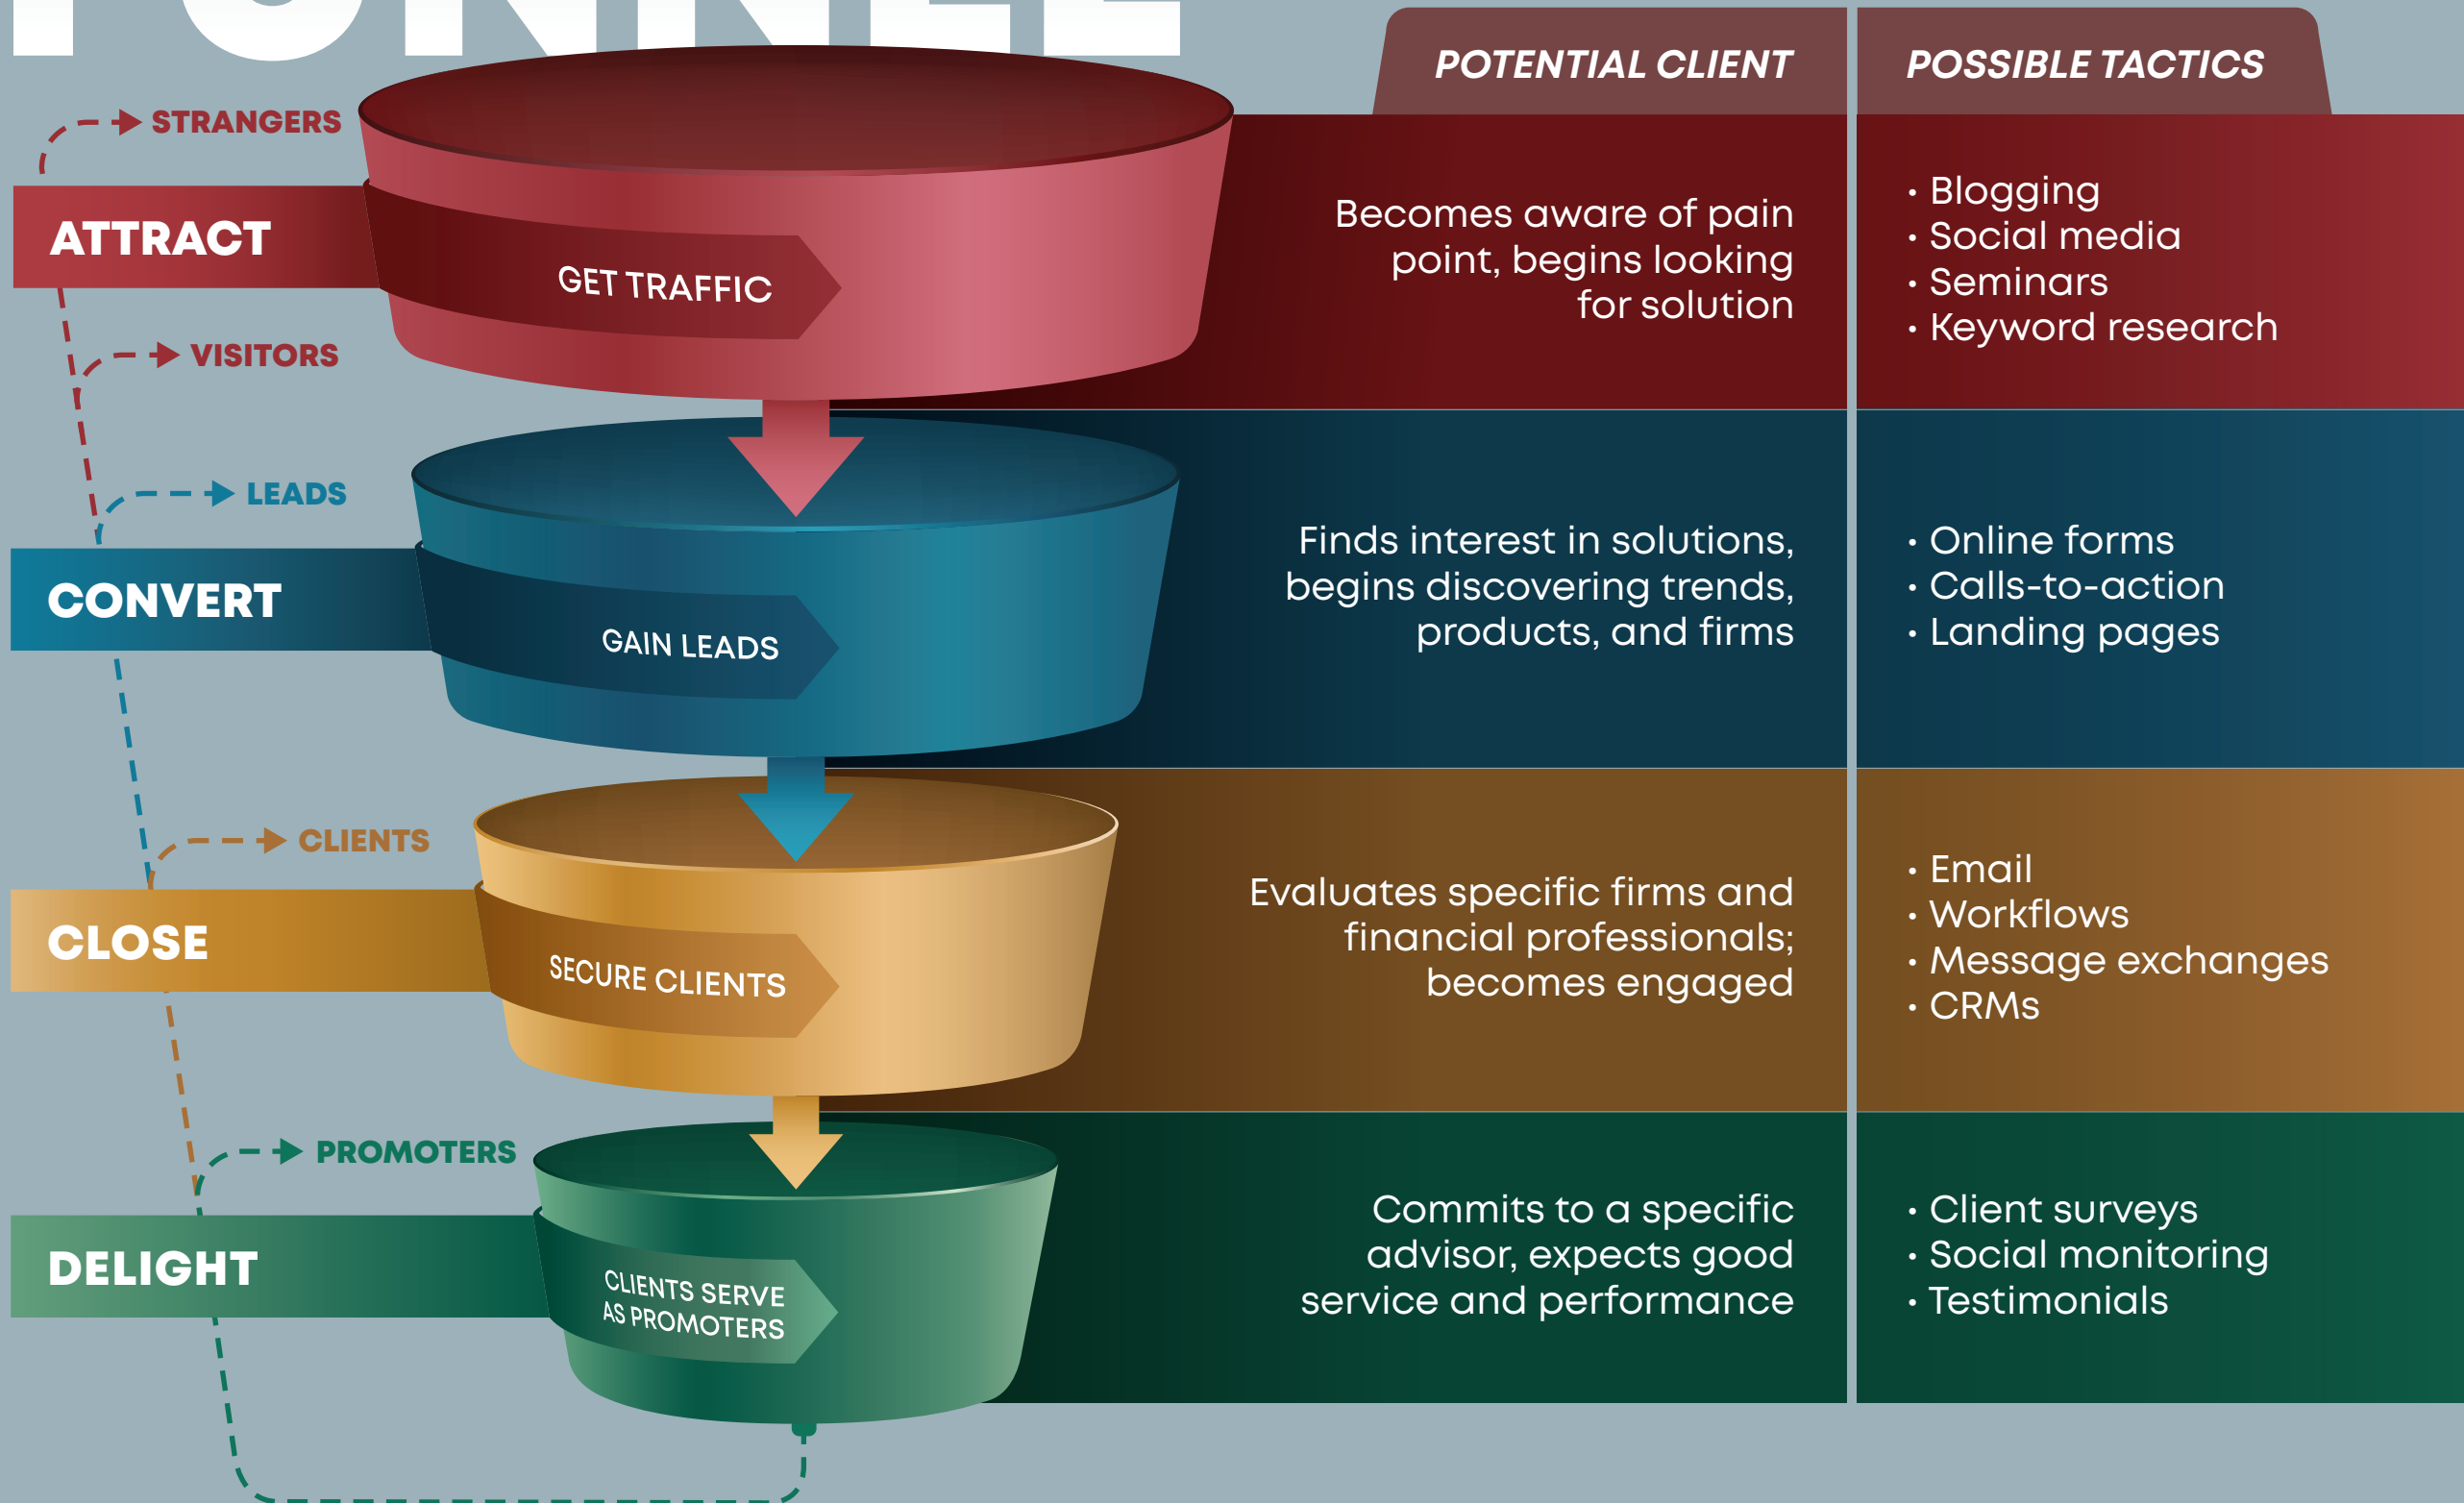 FUNNEL
POTENTIAL CLIENT
POSSIBLE TACTICS
STRANGERS
ATTRACT
GET TRAFFIC
VISITORS
Becomes aware of pain
point, begins looking
for solution
• Blogging
• Social media
• Seminars
• Keyword research
LEADS
CONVERT
GAIN LEADS
Finds interest in solutions,
begins discovering trends,
products, and firms
• Online forms
• Calls-to-action
• Landing pages
CLIENTS
CLOSE
SECURE CLIENTS
Evaluates specific firms and
financial professionals;
becomes engaged
• Email
• Workflows
• Message exchanges
• CRMs
PROMOTERS
DELIGHT
CLIENTS SERVE
AS PROMOTERS
Commits to a specific
advisor, expects good
service and performance
• Client surveys
• Social monitoring
• Testimonials